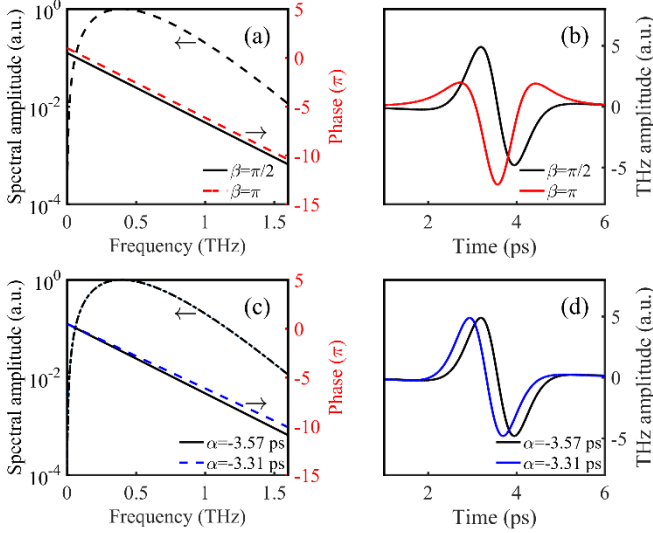 Spectral amplitude (a.u.)
10^0
10^-2
10^-4
(a)
β=π/2
β=π
5
0
-5
-10
-15
Phase (π)
0
0.5
1
1.5
Frequency (THz)
(b)
β=π/2
β=π
5
0
-5
THz amplitude (a.u.)
2
4
6
Time (ps)
Spectral amplitude (a.u.)
10^0
10^-2
10^-4
(c)
α=-3.57 ps
α=-3.31 ps
5
0
-5
-10
-15
Phase (π)
0
0.5
1
1.5
Frequency (THz)
(d)
α=-3.57 ps
α=-3.31 ps
5
0
-5
THz amplitude (a.u.)
2
4
6
Time (ps)